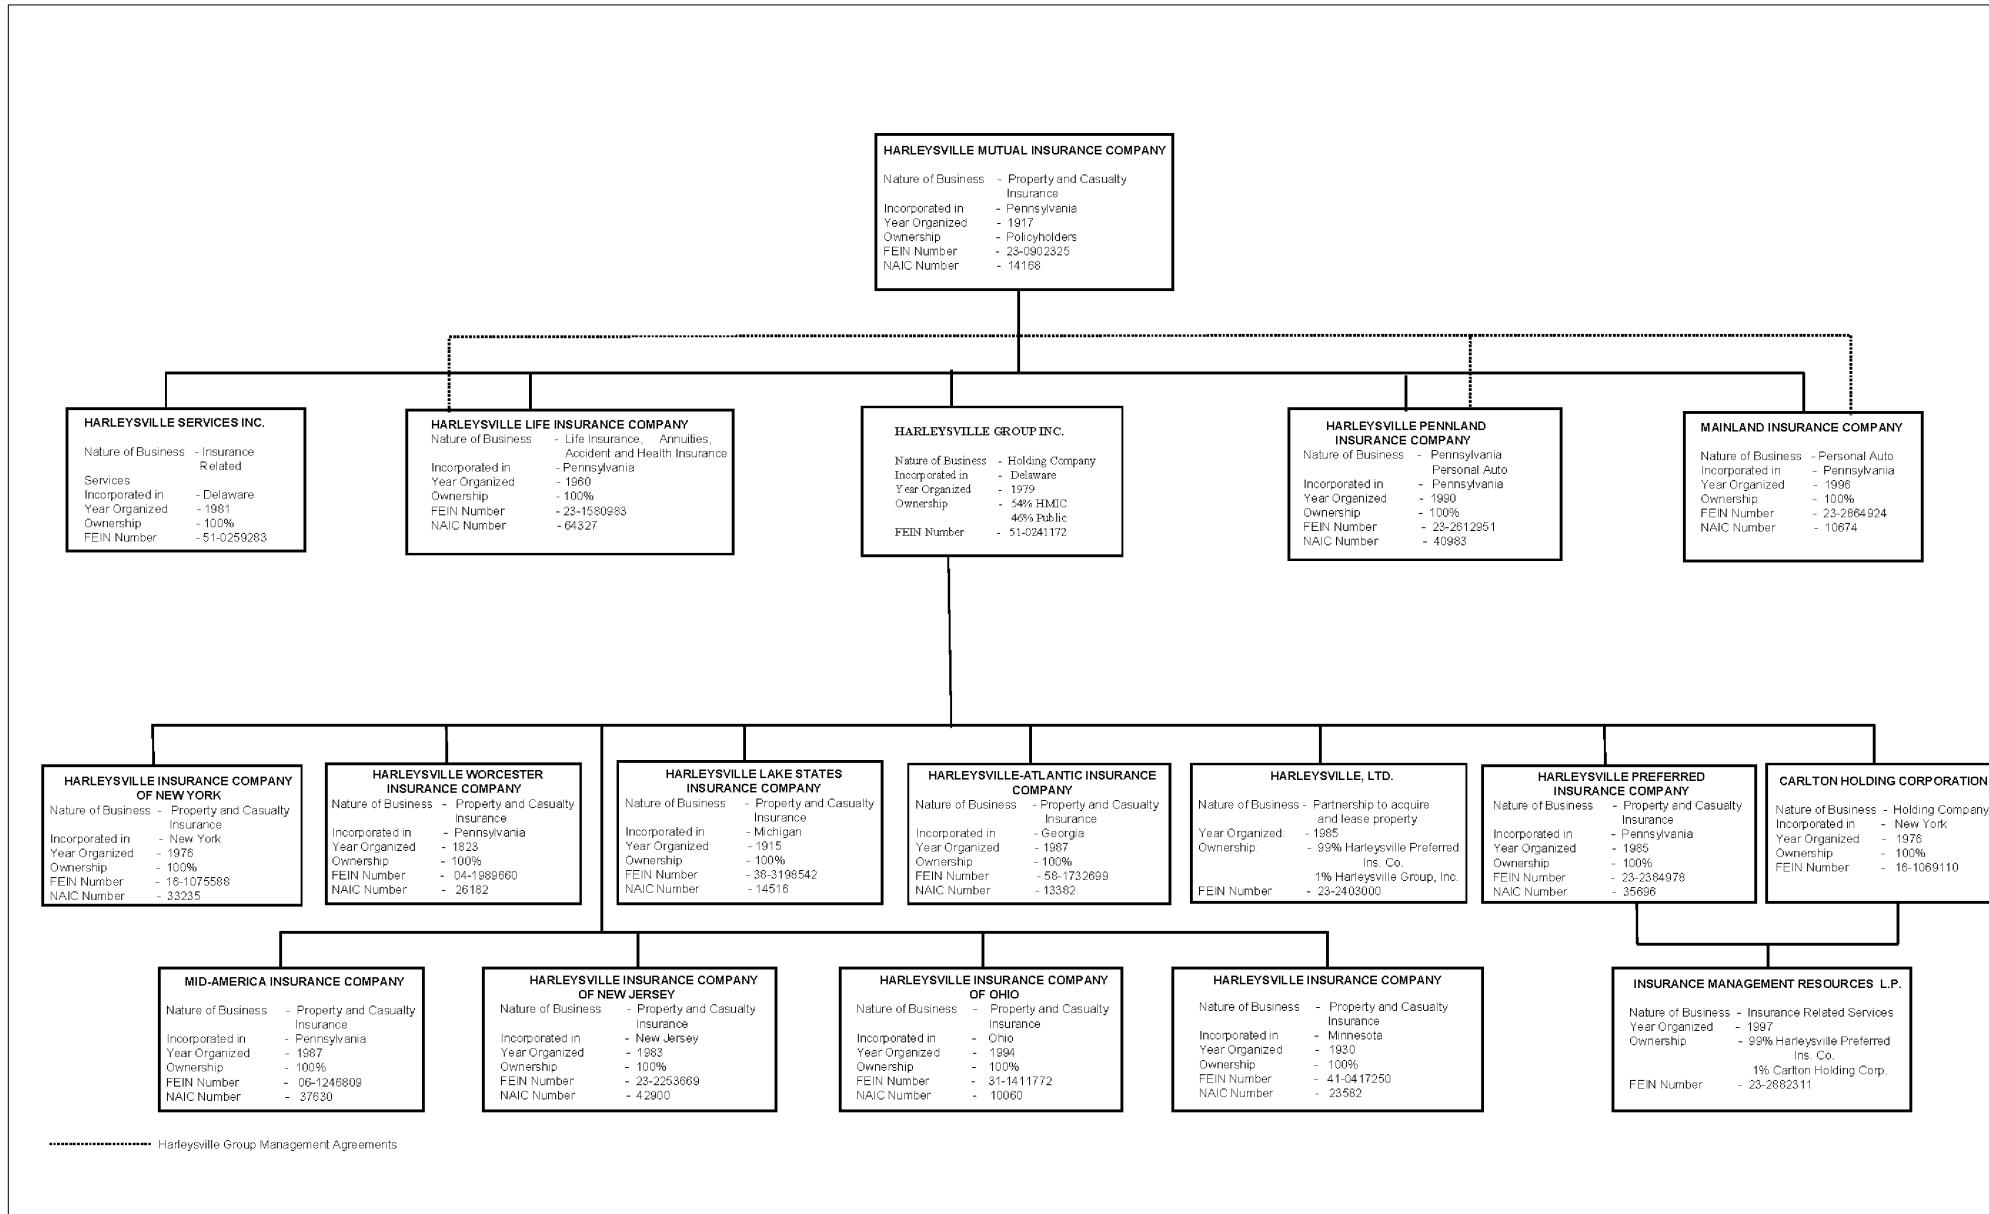 HARLEYSVILLE MUTUAL INSURANCE COMPANY
Nature of Business - Property and Casualty
Insurance
Incorporated in - Pennsylvania
Year Organized - 1917
Ownership - Policyholders
FEIN Number - 23-0902325
NAIC Number - 14168
HARLEYSVILLE SERVICES INC.
Nature of Business - Insurance
Related
Services
Incorporated in - Delaware
Year Organized - 1981
Ownership - 100%
FEIN Number - 51-0259283
HARLEYSVILLE LIFE INSURANCE COMPANY
Nature of Business - Life Insurance, Annuities,
Accident and Health Insurance
Incorporated in - Pennsylvania
Year Organized - 1960
Ownership - 100%
FEIN Number - 23-1580983
NAIC Number - 64327
HARLEYSVILLE GROUP INC.
Nature of Business - Holding Company
Incorporated in - Delaware
Year Organized - 1979
Ownership - 54% HMIC
46% Public
FEIN Number - 51-0241172
HARLEYSVILLE PENNLAND
INSURANCE COMPANY
Nature of Business - Pennsylvania
Personal Auto
Incorporated in - Pennsylvania
Year Organized - 1990
Ownership - 100%
FEIN Number - 23-2612951
NAIC Number - 40983
MAINLAND INSURANCE COMPANY
Nature of Business - Personal Auto
Incorporated in - Pennsylvania
Year Organized - 1996
Ownership - 100%
FEIN Number - 23-2864924
NAIC Number - 10674
HARLEYSVILLE INSURANCE COMPANY
OF NEW YORK
Nature of Business - Property and Casualty
Insurance
Incorporated in - New York
Year Organized - 1976
Ownership - 100%
FEIN Number - 16-1075588
NAIC Number - 33235
HARLEYSVILLE WORCESTER
INSURANCE COMPANY
Nature of Business - Property and Casualty
Insurance
Incorporated in - Pennsylvania
Year Organized - 1823
Ownership - 100%
FEIN Number - 04-1989660
NAIC Number - 26182
HARLEYSVILLE LAKE STATES
INSURANCE COMPANY
Nature of Business - Property and Casualty
Insurance
Incorporated in - Michigan
Year Organized - 1915
Ownership - 100%
FEIN Number - 38-3198542
NAIC Number - 14516
HARLEYSVILLE-ATLANTIC INSURANCE
COMPANY
Nature of Business - Property and Casualty
Insurance
Incorporated in - Georgia
Year Organized - 1987
Ownership - 100%
FEIN Number - 58-1732699
NAIC Number - 13382
HARLEYSVILLE, LTD.
Nature of Business - Partnership to acquire
and lease property
Year Organized: - 1985
Ownership: - 99% Harleysville Preferred
Ins. Co.
1% Harleysville Group, Inc.
FEIN Number - 23-2403000
HARLEYSVILLE PREFERRED
INSURANCE COMPANY
Nature of Business - Property and Casualty
Insurance
Incorporated in - Pennsylvania
Year Organized - 1985
Ownership - 100%
FEIN Number - 23-2384978
NAIC Number - 35696
CARLTON HOLDING CORPORATION
Nature of Business - Holding Company
Incorporated in - New York
Year Organized - 1976
Ownership - 100%
FEIN Number - 16-1069110
MID-AMERICA INSURANCE COMPANY
Nature of Business - Property and Casualty
Insurance
Incorporated in - Pennsylvania
Year Organized - 1987
Ownership - 100%
FEIN Number - 06-1246809
NAIC Number - 37630
HARLEYSVILLE INSURANCE COMPANY
OF NEW JERSEY
Nature of Business - Property and Casualty
Insurance
Incorporated in - New Jersey
Year Organized - 1983
Ownership - 100%
FEIN Number - 23-2253669
NAIC Number - 42900
HARLEYSVILLE INSURANCE COMPANY
OF OHIO
Nature of Business - Property and Casualty
Insurance
Incorporated in - Ohio
Year Organized - 1994
Ownership - 100%
FEIN Number - 31-1411772
NAIC Number - 10060
HARLEYSVILLE INSURANCE COMPANY
Nature of Business - Property and Casualty
Insurance
Incorporated in - Minnesota
Year Organized - 1930
Ownership - 100%
FEIN Number - 41-0417250
NAIC Number - 23582
INSURANCE MANAGEMENT RESOURCES L.P.
Nature of Business - Insurance Related Services
Year Organized - 1997
Ownership - 99% Harleysville Preferred
Ins. Co.
1% Carlton Holding Corp.
FEIN Number - 23-2882311
Harleysville Group Management Agreements